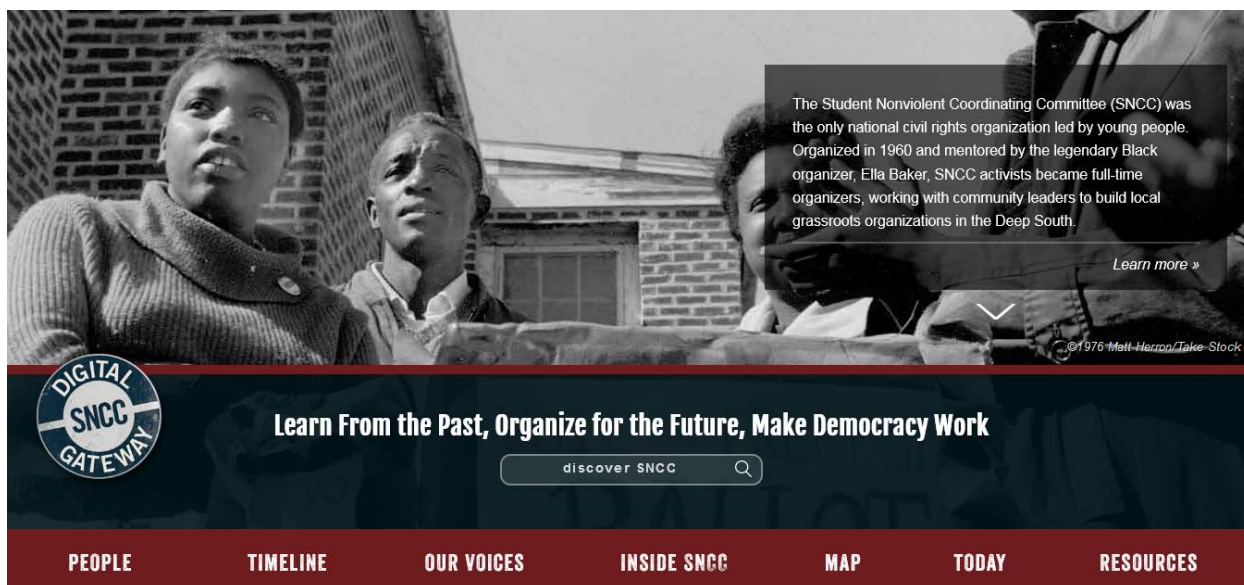 The Student Nonviolent Coordinating Committee (SNCC) was
the only national civil rights organization led by young people.
Organized in 1960 and mentored by the legendary Black
organizer, Ella Baker, SNCC activists became full-time
organizers, working with community leaders to build local
grassroots organizations in the Deep South.
Learn more »
©1976 Matt Herron/Take Stock
DIGITAL
SNCC
GATEWAY
Learn From the Past, Organize for the Future, Make Democracy Work
discover SNCC
BALLOT
PEOPLE TIMELINE OUR VOICES INSIDE SNCC MAP TODAY RESOURCES